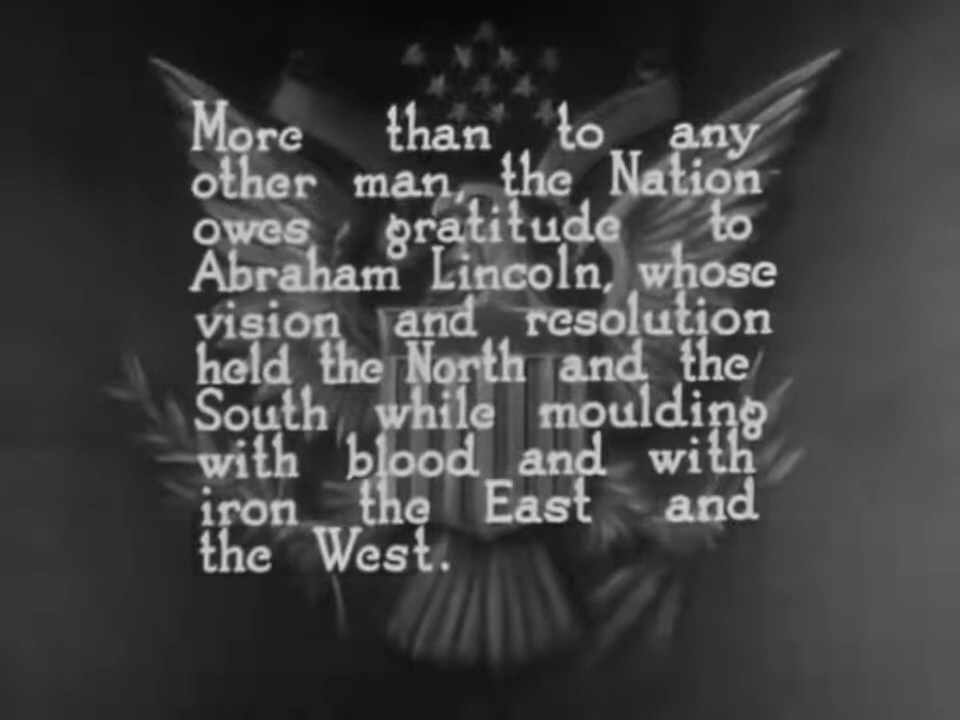 More than to any
other man, the Nation
owes gratitude to
Abraham Lincoln, whose
vision and resolution
held the North and the
South while moulding
with blood and with
iron the East and
the West.